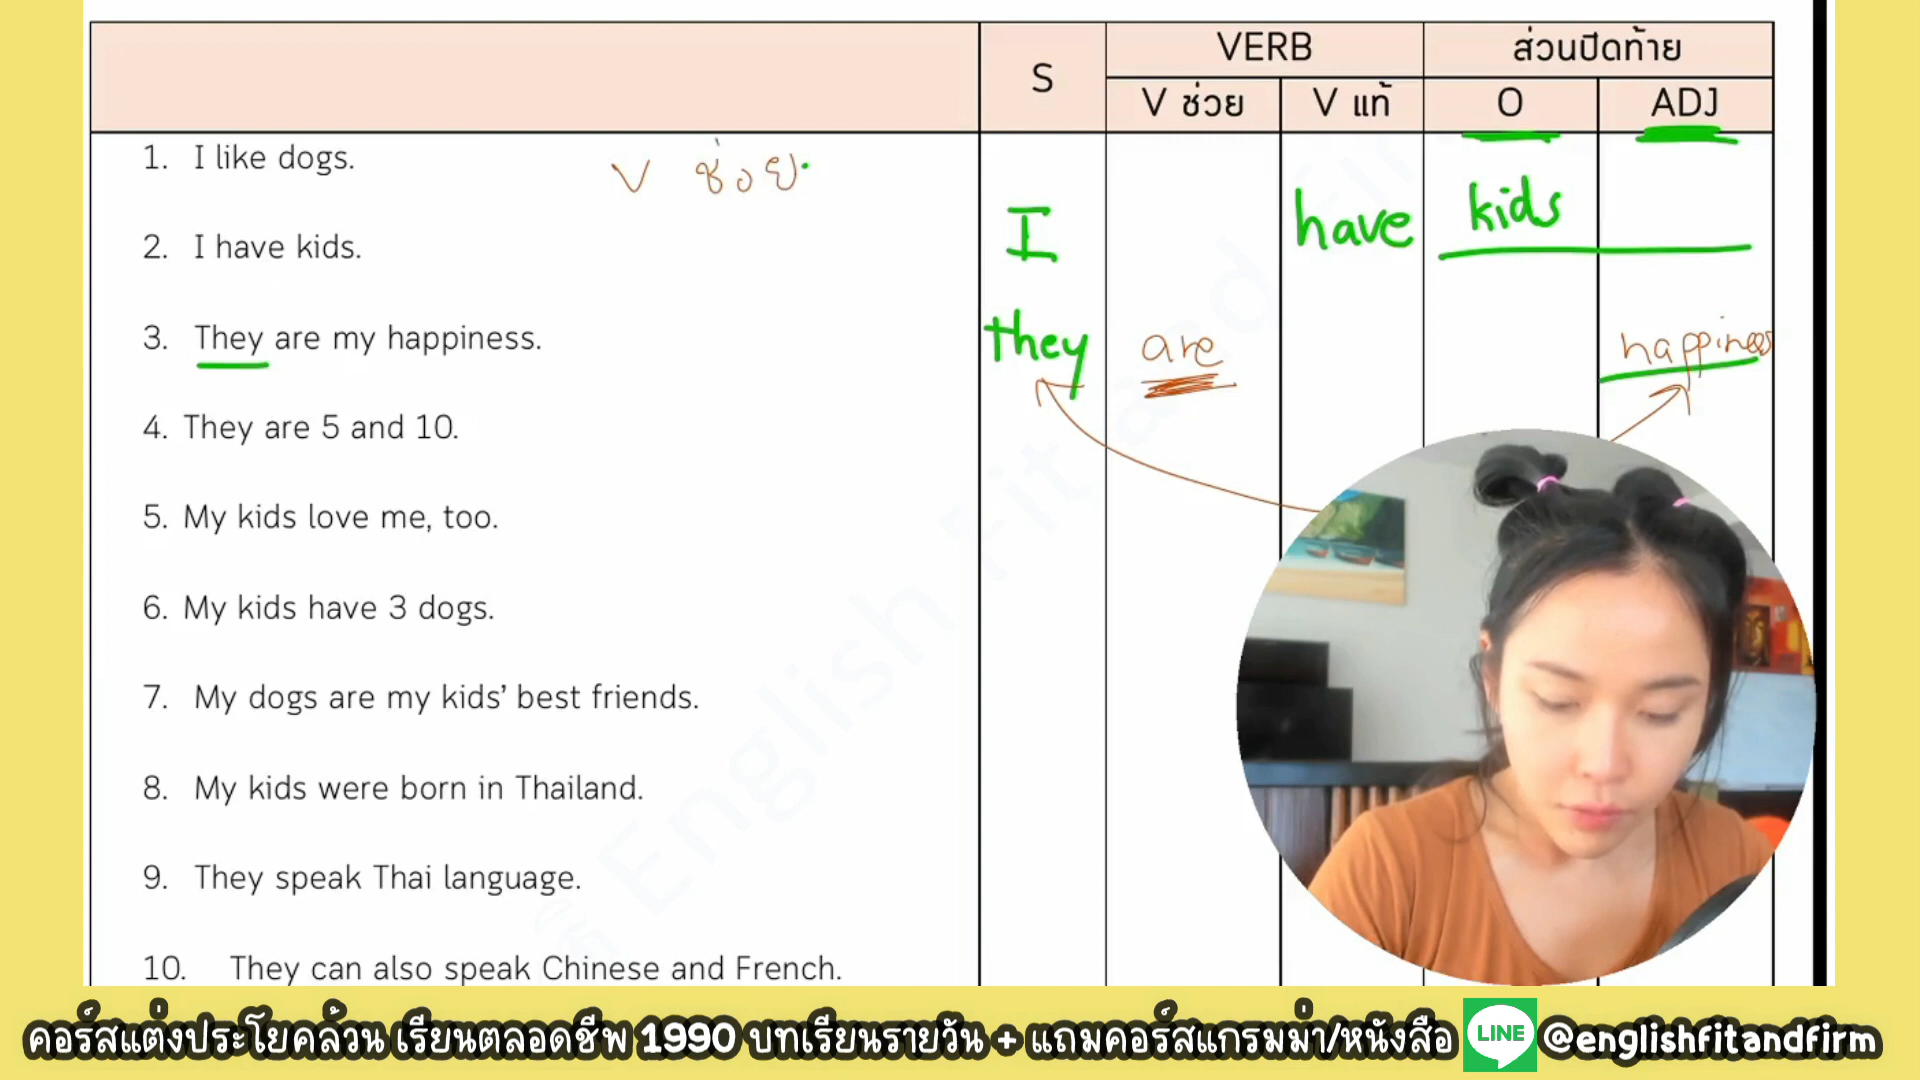 S VERB ส่วนปิดท้าย
V ช่วย V แท้ O ADJ
1. I like dogs. V ช่วย
2. I have kids. I have kids
3. They are my happiness. they are happiness
4. They are 5 and 10.
5. My kids love me, too.
6. My kids have 3 dogs.
7. My dogs are my kids’ best friends.
8. My kids were born in Thailand.
9. They speak Thai language.
10. They can also speak Chinese and French.
English Fit and Fir
คอร์สแต่งประโยคล้วน เรียนตลอดชีพ 1990 บทเรียนรายวัน + แถมคอร์สแกรมม่า/หนังสือ LINE @englishfitandfirm